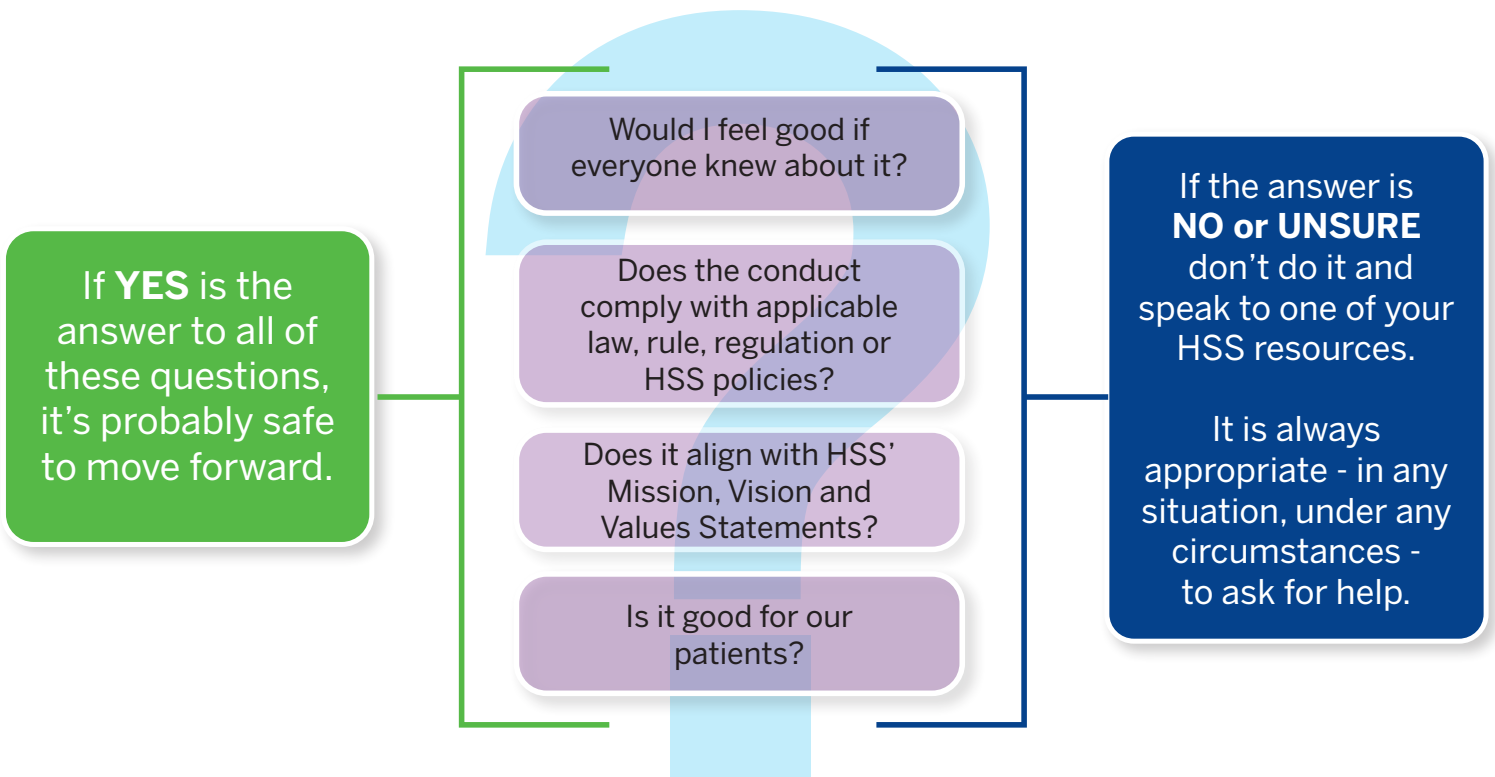 If YES is the
answer to all of
these questions,
it’s probably safe
to move forward.
Would I feel good if
everyone knew about it?
Does the conduct
comply with applicable
law, rule, regulation or
HSS policies?
Does it align with HSS’
Mission, Vision and
Values Statements?
Is it good for our
patients?
If the answer is
NO or UNSURE
don’t do it and
speak to one of your
HSS resources.
It is always
appropriate - in any
situation, under any
circumstances -
to ask for help.